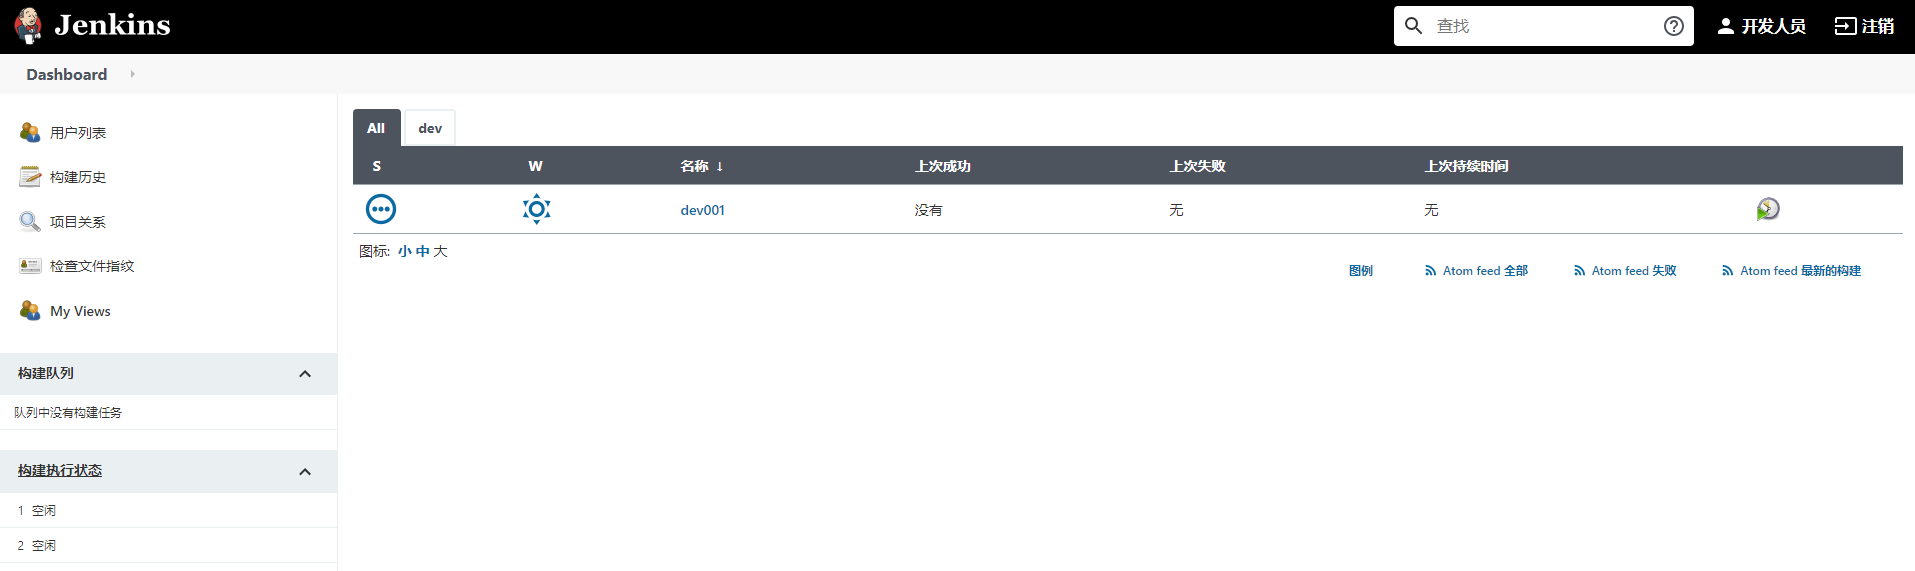 Jenkins 查找 开发人员 注销
Dashboard
用户列表
构建历史
项目关系
检查文件指纹
My Views
构建队列
队列中没有构建任务
构建执行状态
1 空闲
2 空闲
All dev
S W 名称 ↓ 上次成功 上次失败 上次持续时间
dev001 没有 无 无
图标: 小 中 大
图例 Atom feed 全部 Atom feed 失败 Atom feed 最新的构建